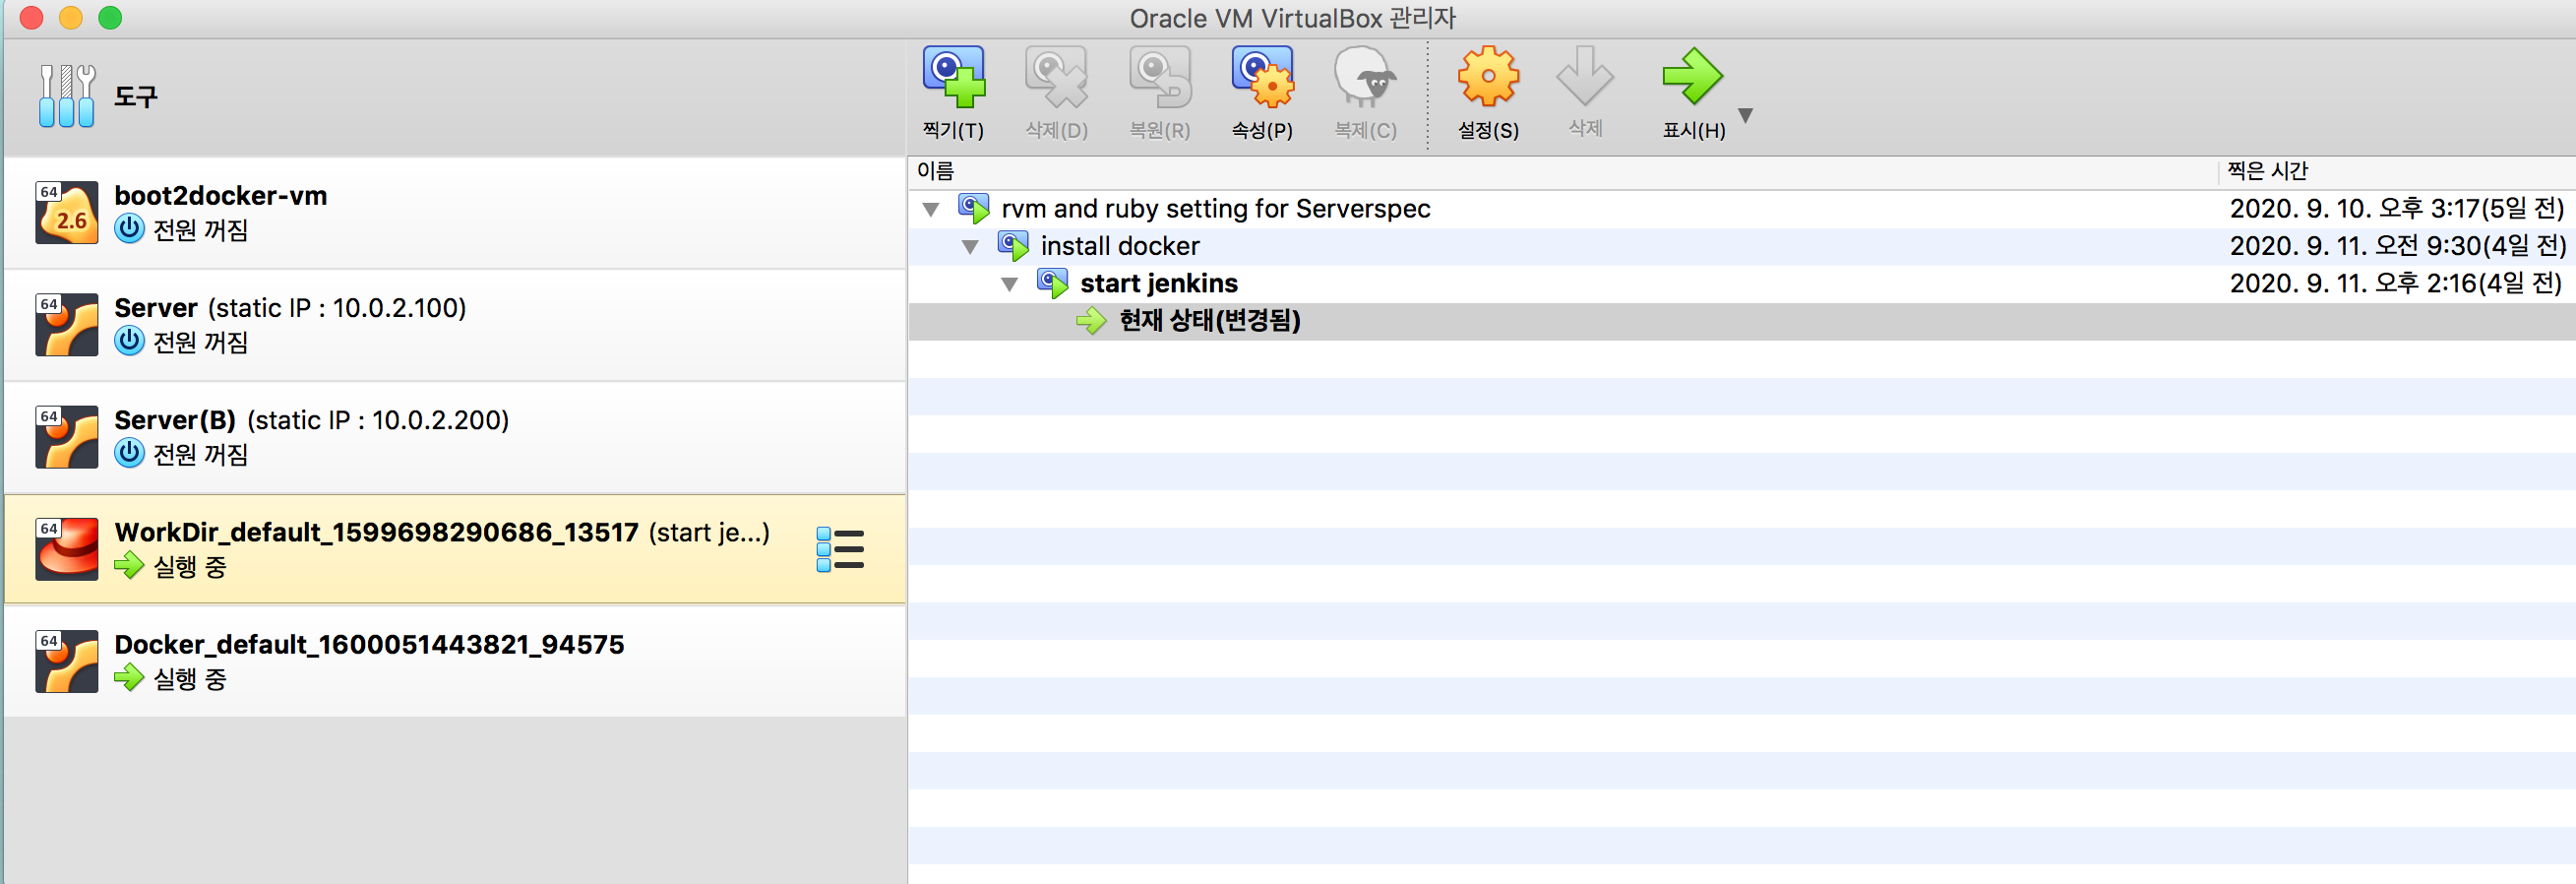 Oracle VM VirtualBox 관리자
도구
찍기(T)
삭제(D)
복원(R)
속성(P)
복제(C)
설정(S)
삭제
표시(H)
64
2.6
boot2docker-vm
전원 꺼짐
64
Server (static IP : 10.0.2.100)
전원 꺼짐
64
Server(B) (static IP : 10.0.2.200)
전원 꺼짐
64
WorkDir_default_1599698290686_13517 (start je...)
실행 중
64
Docker_default_1600051443821_94575
실행 중
이름 찍은 시간
rvm and ruby setting for Serverspec 2020. 9. 10. 오후 3:17(5일 전)
install docker 2020. 9. 11. 오전 9:30(4일 전)
start jenkins 2020. 9. 11. 오후 2:16(4일 전)
현재 상태(변경됨)